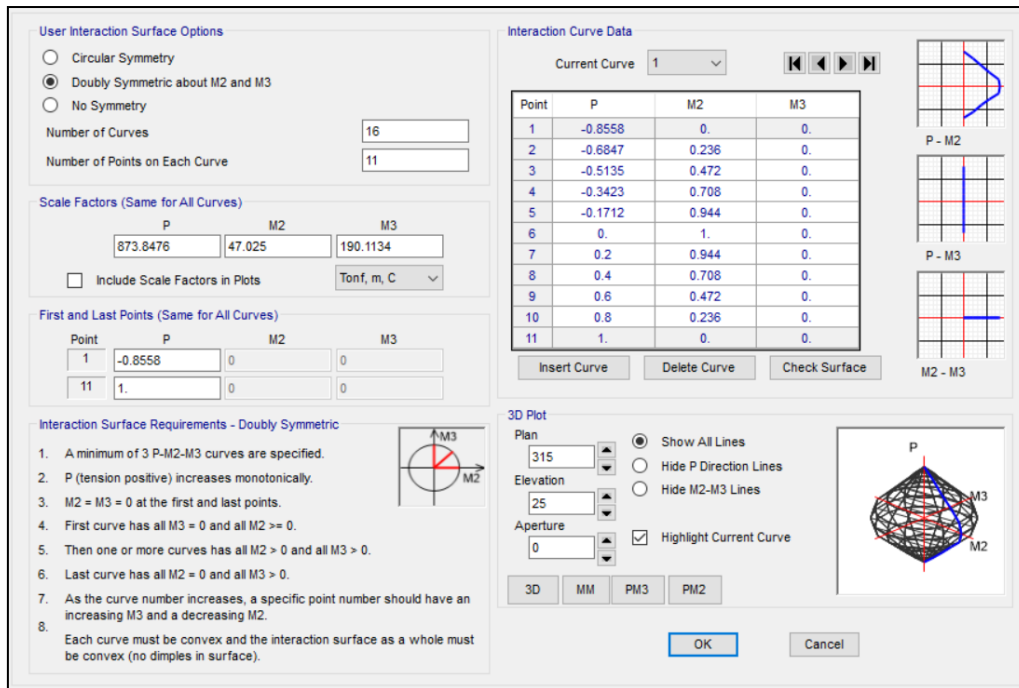 User Interaction Surface Options
Circular Symmetry
Doubly Symmetric about M2 and M3
No Symmetry
Number of Curves 16
Number of Points on Each Curve 11
Scale Factors (Same for All Curves)
P M2 M3
873.8476 47.025 190.1134
Include Scale Factors in Plots Tonf, m, C
First and Last Points (Same for All Curves)
Point P M2 M3
1 -0.8558 0 0
11 1. 0 0
Interaction Surface Requirements - Doubly Symmetric
M3
M2
1. A minimum of 3 P-M2-M3 curves are specified.
2. P (tension positive) increases monotonically.
3. M2 = M3 = 0 at the first and last points.
4. First curve has all M3 = 0 and all M2 >= 0.
5. Then one or more curves has all M2 > 0 and all M3 > 0.
6. Last curve has all M2 = 0 and all M3 > 0.
7. As the curve number increases, a specific point number should have an
increasing M3 and a decreasing M2.
8.
Each curve must be convex and the interaction surface as a whole must
be convex (no dimples in surface).
Interaction Curve Data
Current Curve 1
Point P M2 M3
1 -0.8558 0. 0.
2 -0.6847 0.236 0.
3 -0.5135 0.472 0.
4 -0.3423 0.708 0.
5 -0.1712 0.944 0.
6 0. 1. 0.
7 0.2 0.944 0.
8 0.4 0.708 0.
9 0.6 0.472 0.
10 0.8 0.236 0.
11 1. 0. 0.
Insert Curve Delete Curve Check Surface
P - M2
P - M3
M2 - M3
3D Plot
Plan
315
Elevation
25
Aperture
0
Show All Lines
Hide P Direction Lines
Hide M2-M3 Lines
Highlight Current Curve
3D MM PM3 PM2
P
M3
M2
OK Cancel